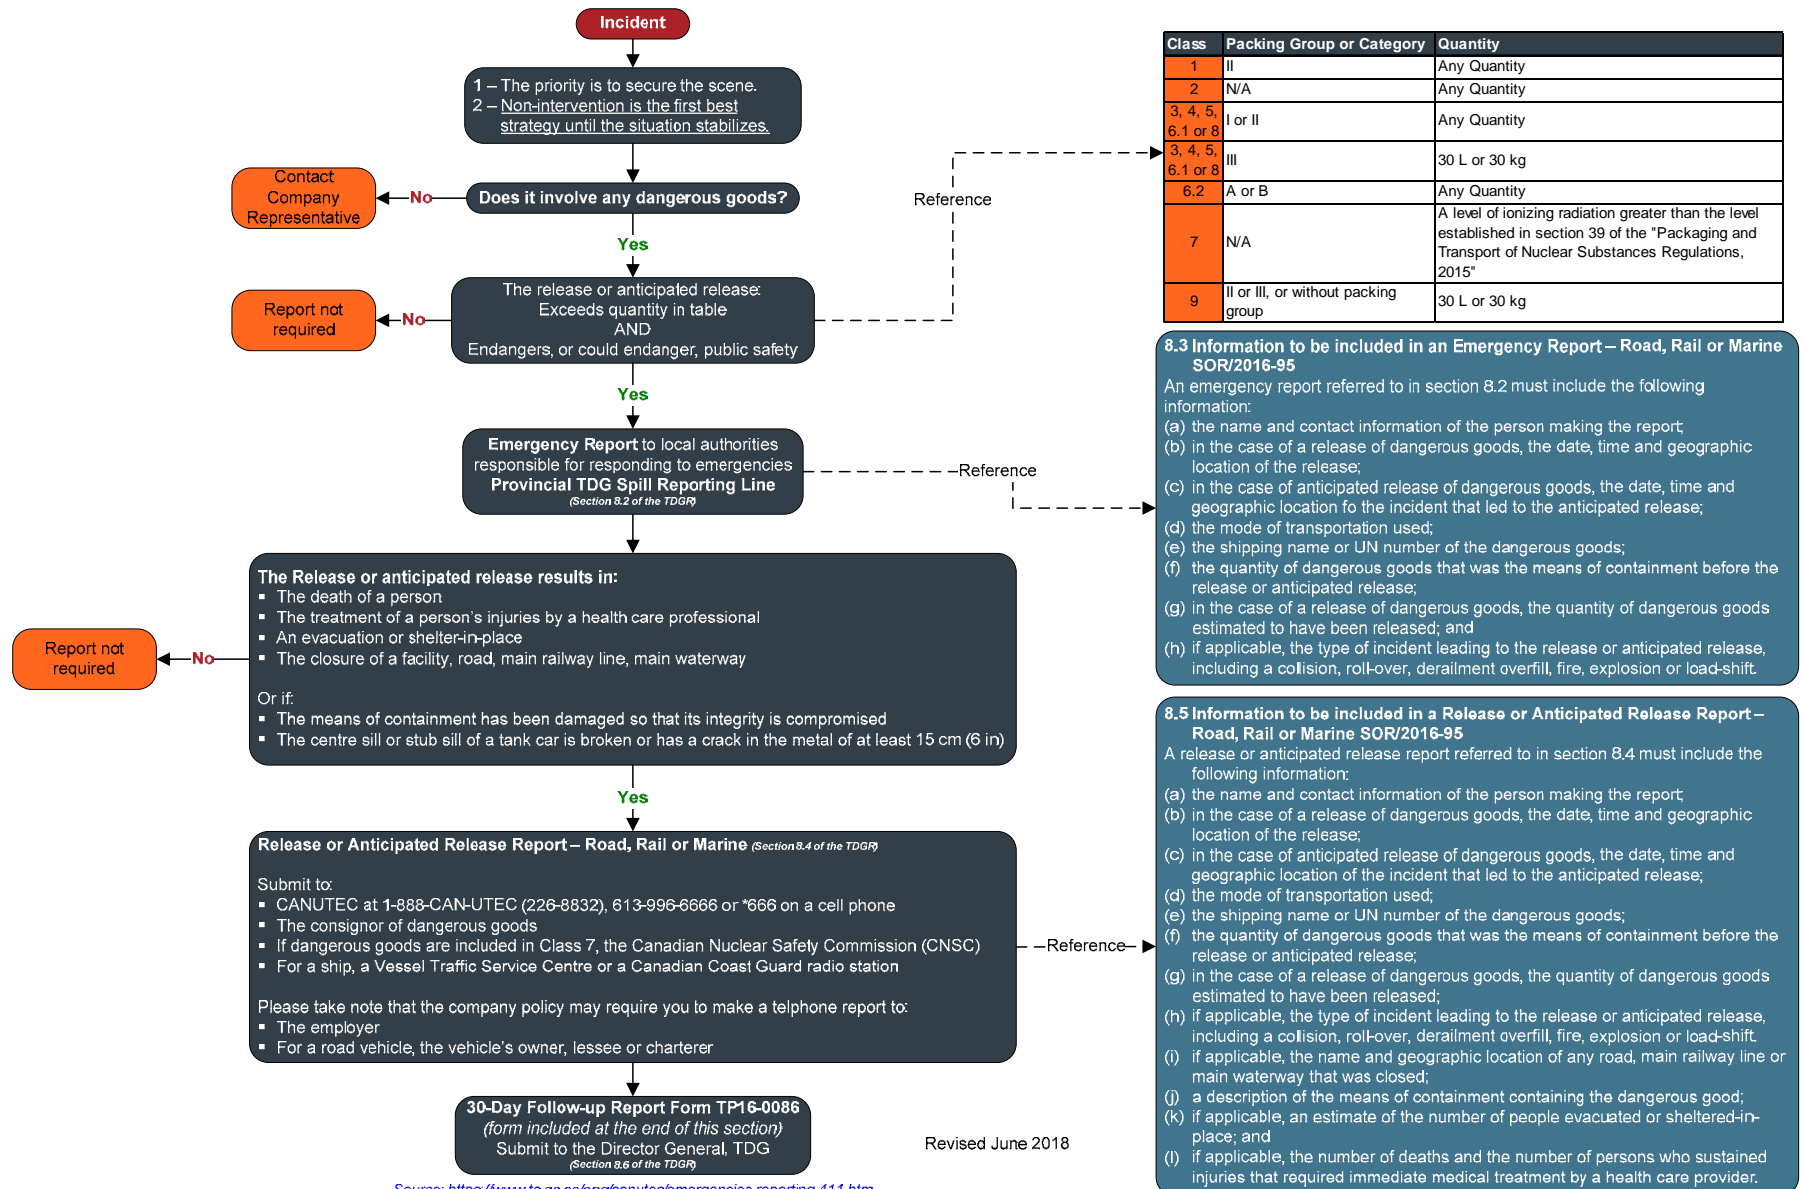 Incident
1 – The priority is to secure the scene.
2 – Non-intervention is the first best
strategy until the situation stabilizes.
Contact
Company
Representative
No
Does it involve any dangerous goods?
Reference
Yes
The release or anticipated release:
Exceeds quantity in table
AND
Endangers, or could endanger, public safety
Report not
required
No
Yes
Emergency Report to local authorities
responsible for responding to emergencies
Provincial TDG Spill Reporting Line
(Section 8.2 of the TDGR)
Reference
The Release or anticipated release results in:
▪ The death of a person
▪ The treatment of a person's injuries by a health care professional
▪ An evacuation or shelter-in-place
▪ The closure of a facility, road, main railway line, main waterway
Or if:
▪ The means of containment has been damaged so that its integrity is compromised
▪ The centre sill or stub sill of a tank car is broken or has a crack in the metal of at least 15 cm (6 in)
Report not
required
No
Yes
Release or Anticipated Release Report – Road, Rail or Marine (Section 8.4 of the TDGR)
Submit to:
▪ CANUTEC at 1-888-CAN-UTEC (226-8832), 613-996-6666 or *666 on a cell phone
▪ The consignor of dangerous goods
▪ If dangerous goods are included in Class 7, the Canadian Nuclear Safety Commission (CNSC)
▪ For a ship, a Vessel Traffic Service Centre or a Canadian Coast Guard radio station
Please take note that the company policy may require you to make a telphone report to:
▪ The employer
▪ For a road vehicle, the vehicle's owner, lessee or charterer
Reference
30-Day Follow-up Report Form TP16-0086
(form included at the end of this section)
Submit to the Director General, TDG
(Section 8.6 of the TDGR)
Revised June 2018
Source: https://www.tc.gc.ca/eng/canutec/emergencies-reporting-411.htm
Class Packing Group or Category Quantity
1 II Any Quantity
2 N/A Any Quantity
3, 4, 5,
6.1 or 8 I or II Any Quantity
3, 4, 5,
6.1 or 8 III 30 L or 30 kg
6.2 A or B Any Quantity
7 N/A A level of ionizing radiation greater than the level
established in section 39 of the "Packaging and
Transport of Nuclear Substances Regulations,
2015"
9 II or III, or without packing
group 30 L or 30 kg
8.3 Information to be included in an Emergency Report – Road, Rail or Marine
SOR/2016-95
An emergency report referred to in section 8.2 must include the following
information:
(a) the name and contact information of the person making the report;
(b) in the case of a release of dangerous goods, the date, time and geographic
location of the release;
(c) in the case of anticipated release of dangerous goods, the date, time and
geographic location fo the incident that led to the anticipated release;
(d) the mode of transportation used;
(e) the shipping name or UN number of the dangerous goods;
(f) the quantity of dangerous goods that was the means of containment before the
release or anticipated release;
(g) in the case of a release of dangerous goods, the quantity of dangerous goods
estimated to have been released; and
(h) if applicable, the type of incident leading to the release or anticipated release,
including a collision, roll-over, derailment overfill, fire, explosion or load-shift.
8.5 Information to be included in a Release or Anticipated Release Report –
Road, Rail or Marine SOR/2016-95
A release or anticipated release report referred to in section 8.4 must include the
following information:
(a) the name and contact information of the person making the report;
(b) in the case of a release of dangerous goods, the date, time and geographic
location of the release;
(c) in the case of anticipated release of dangerous goods, the date, time and
geographic location of the incident that led to the anticipated release;
(d) the mode of transportation used;
(e) the shipping name or UN number of the dangerous goods;
(f) the quantity of dangerous goods that was the means of containment before the
release or anticipated release;
(g) in the case of a release of dangerous goods, the quantity of dangerous goods
estimated to have been released;
(h) if applicable, the type of incident leading to the release or anticipated release,
including a collision, roll-over, derailment overfill, fire, explosion or load-shift.
(i) if applicable, the name and geographic location of any road, main railway line or
main waterway that was closed;
(j) a description of the means of containment containing the dangerous good;
(k) if applicable, an estimate of the number of people evacuated or sheltered-in-
place; and
(l) if applicable, the number of deaths and the number of persons who sustained
injuries that required immediate medical treatment by a health care provider.